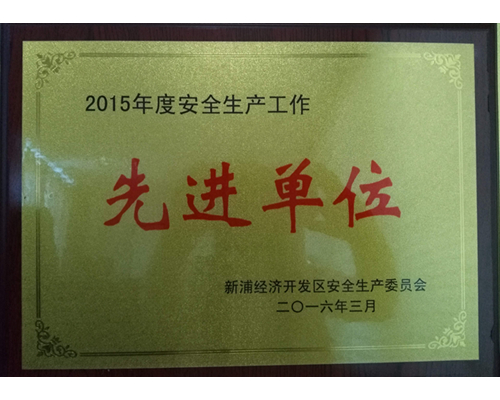 2015年度安全生产工作
先进单位
新浦经济开发区安全生产委员会
二〇一六年三月